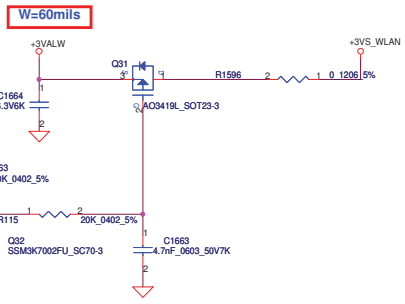 W=60mils
+3VALW
+3VS_WLAN
Q31
3
1
R1596
2
1
0_1206_5%
C1664
1
.3V6K
AO3419L_SOT23-3
2
2
63
0K_0402_5%
R115
1
2
20K_0402_5%
Q32
SSM3K7002FU_SC70-3
1
C1663
4.7nF_0603_50V7K
2